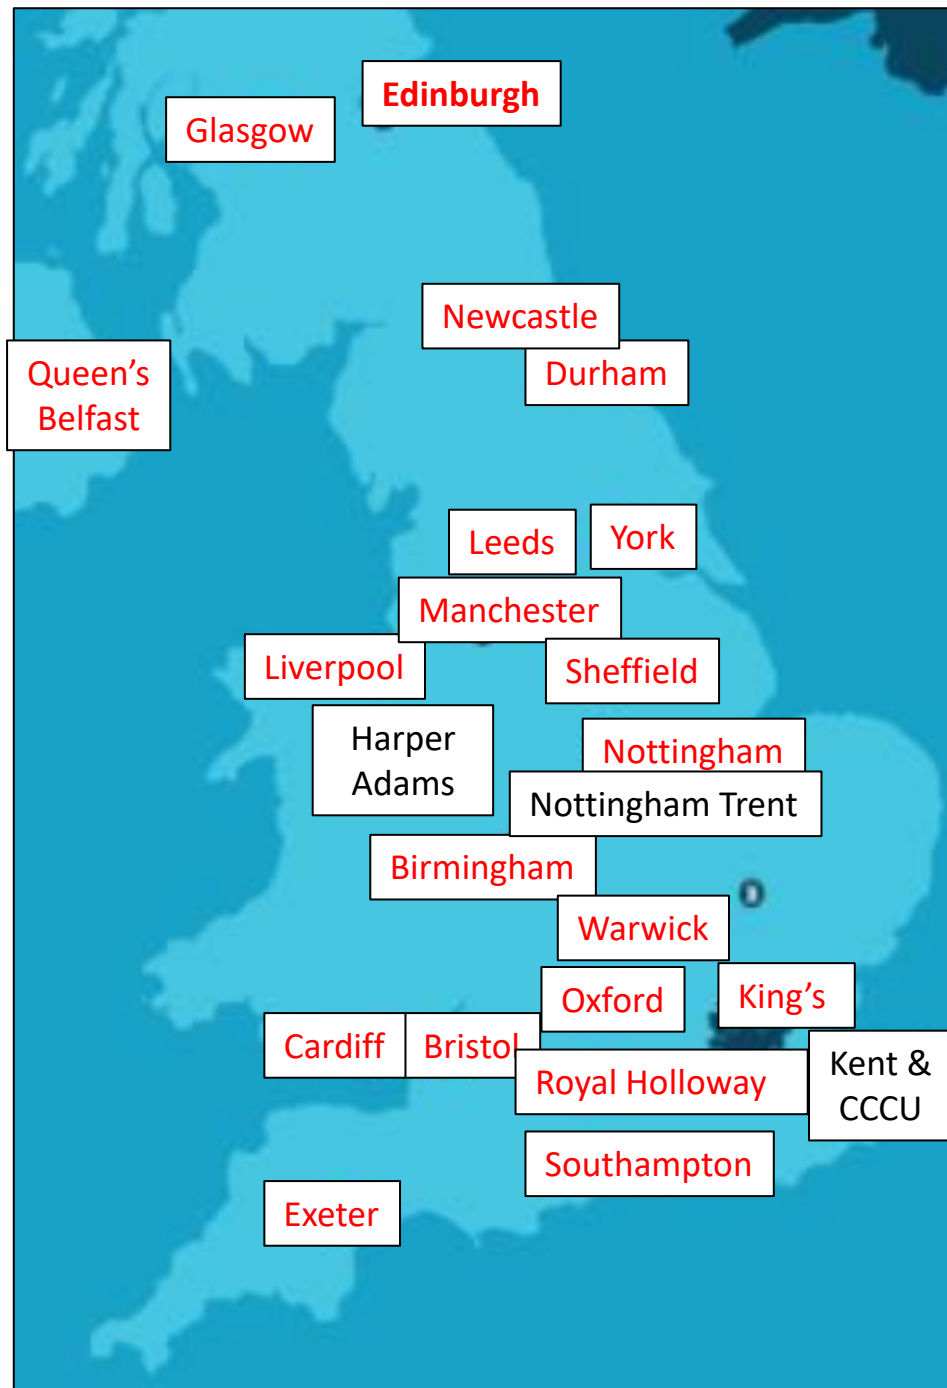 Edinburgh
Glasgow
Newcastle
Durham
Queen’s
Belfast
Leeds
York
Manchester
Liverpool
Sheffield
Harper
Adams
Nottingham
Nottingham Trent
Birmingham
Warwick
Oxford
King’s
Cardiff
Bristol
Royal Holloway
Kent &
CCCU
Southampton
Exeter